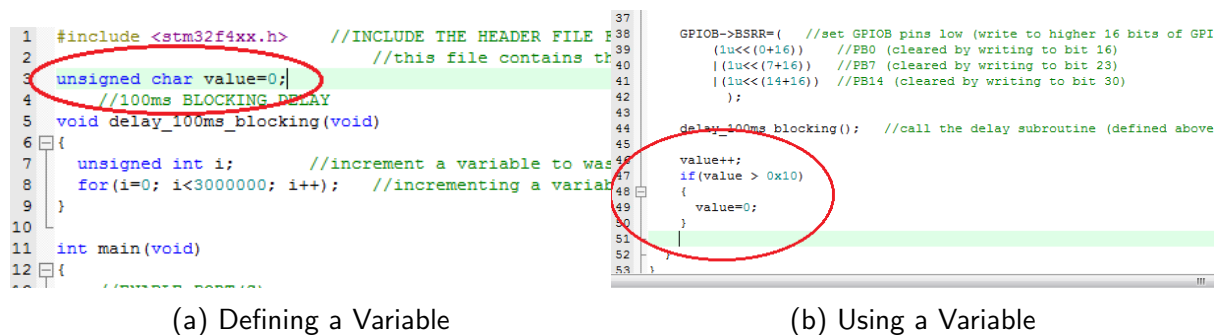 1 #include <stm32f4xx.h> //INCLUDE THE HEADER FILE
2 //this file contains th
3 unsigned char value=0;
4 //100ms BLOCKING DELAY
5 void delay_100ms_blocking(void)
6 {
7 unsigned int i; //increment a variable to was
8 for(i=0; i<3000000; i++); //incrementing a variab
9 }
10
11 int main(void)
12 {
37
38 GPIOB->BSRR=( //set GPIOB pins low (write to higher 16 bits of GPI
39 (1u<<(0+16)) //PB0 (cleared by writing to bit 16)
40 |(1u<<(7+16)) //PB7 (cleared by writing to bit 23)
41 |(1u<<(14+16)) //PB14 (cleared by writing to bit 30)
42 );
43
44 delay_100ms_blocking(); //call the delay subroutine (defined above
45
46 value++;
47 if(value > 0x10)
48 {
49 value=0;
50 }
51
52 }
53 }
(a) Defining a Variable
(b) Using a Variable